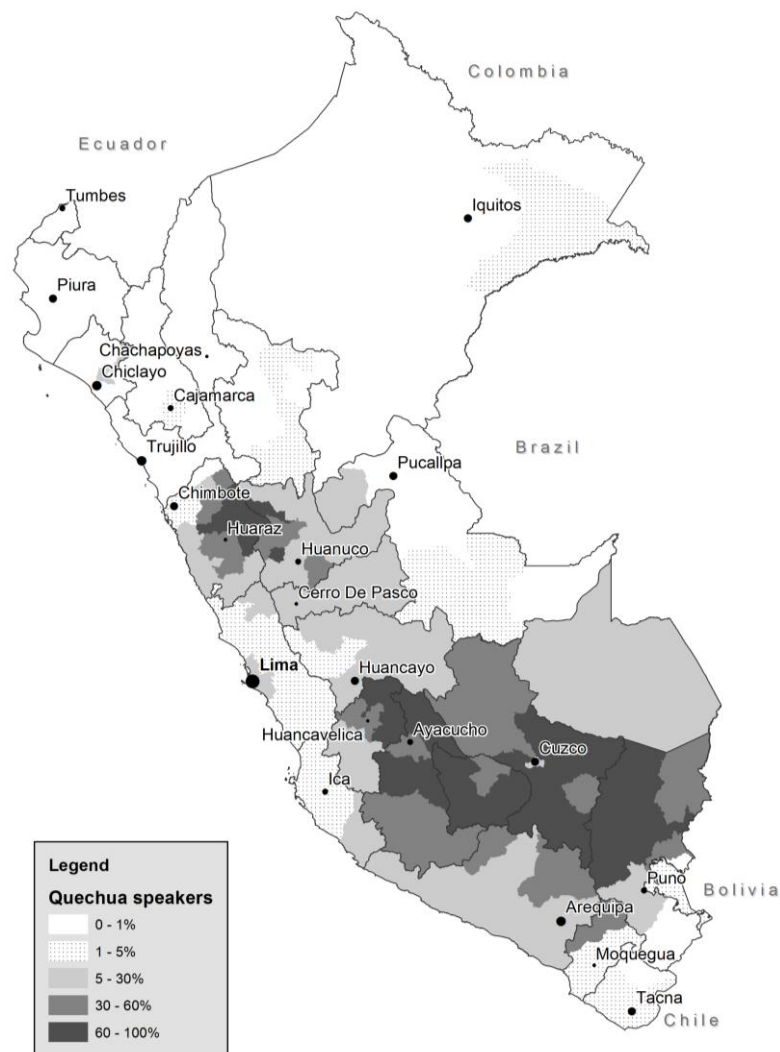 Colombia
Ecuador
Tumbes
Iquitos
Piura
Chachapoyas
Chiclayo
Cajamarca
Trujillo
Brazil
Pucallpa
Chimbote
Huaraz
Huanuco
Cerro De Pasco
Lima
Huancayo
Huancavelica
Ayacucho
Cuzco
Ica
Puno
Bolivia
Arequipa
Moquegua
Tacna
Chile
Legend
Quechua speakers
0 - 1%
1 - 5%
5 - 30%
30 - 60%
60 - 100%